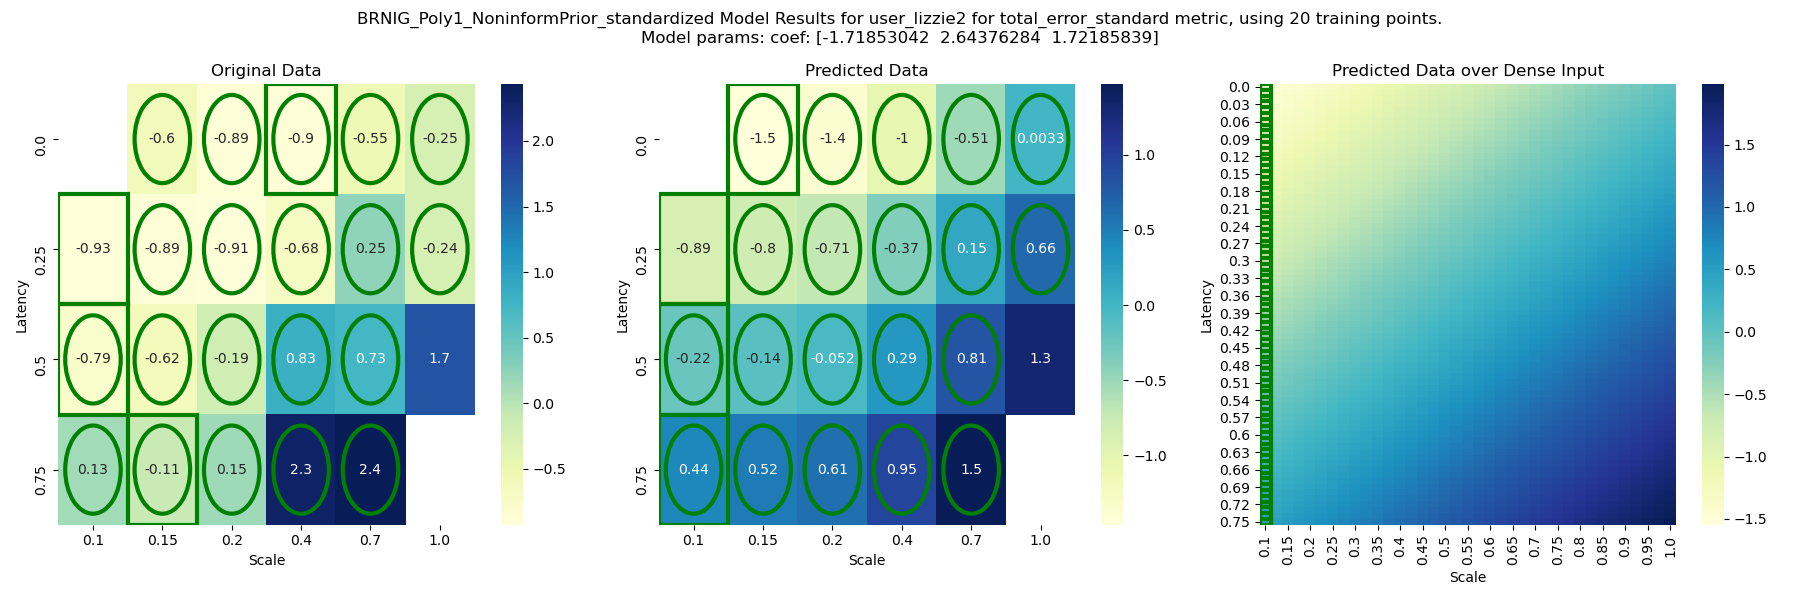 BRNIG_Poly1_NoninformPrior_standardized Model Results for user_lizzie2 for total_error_standard metric, using 20 training points.
Model params: coef: [-1.71853042 2.64376284 1.72185839]
Original Data
Latency
0.0 -0.6 -0.89 -0.9 -0.55 -0.25
0.25 -0.93 -0.89 -0.91 -0.68 0.25 -0.24
0.5 -0.79 -0.62 -0.19 0.83 0.73 1.7
0.75 0.13 -0.11 0.15 2.3 2.4
0.1 0.15 0.2 0.4 0.7 1.0
Scale
2.0
1.5
1.0
0.5
0.0
−0.5
Predicted Data
Latency
0.0 -1.5 -1.4 -1 -0.51 0.0033
0.25 -0.89 -0.8 -0.71 -0.37 0.15 0.66
0.5 -0.22 -0.14 -0.052 0.29 0.81 1.3
0.75 0.44 0.52 0.61 0.95 1.5
0.1 0.15 0.2 0.4 0.7 1.0
Scale
1.0
0.5
0.0
−0.5
−1.0
Predicted Data over Dense Input
Latency
0.0
0.03
0.06
0.09
0.12
0.15
0.18
0.21
0.24
0.27
0.3
0.33
0.36
0.39
0.42
0.45
0.48
0.51
0.54
0.57
0.6
0.63
0.66
0.69
0.72
0.75
0.1 0.15 0.2 0.25 0.3 0.35 0.4 0.45 0.5 0.55 0.6 0.65 0.7 0.75 0.8 0.85 0.9 0.95 1.0
Scale
1.5
1.0
0.5
0.0
−0.5
−1.0
−1.5